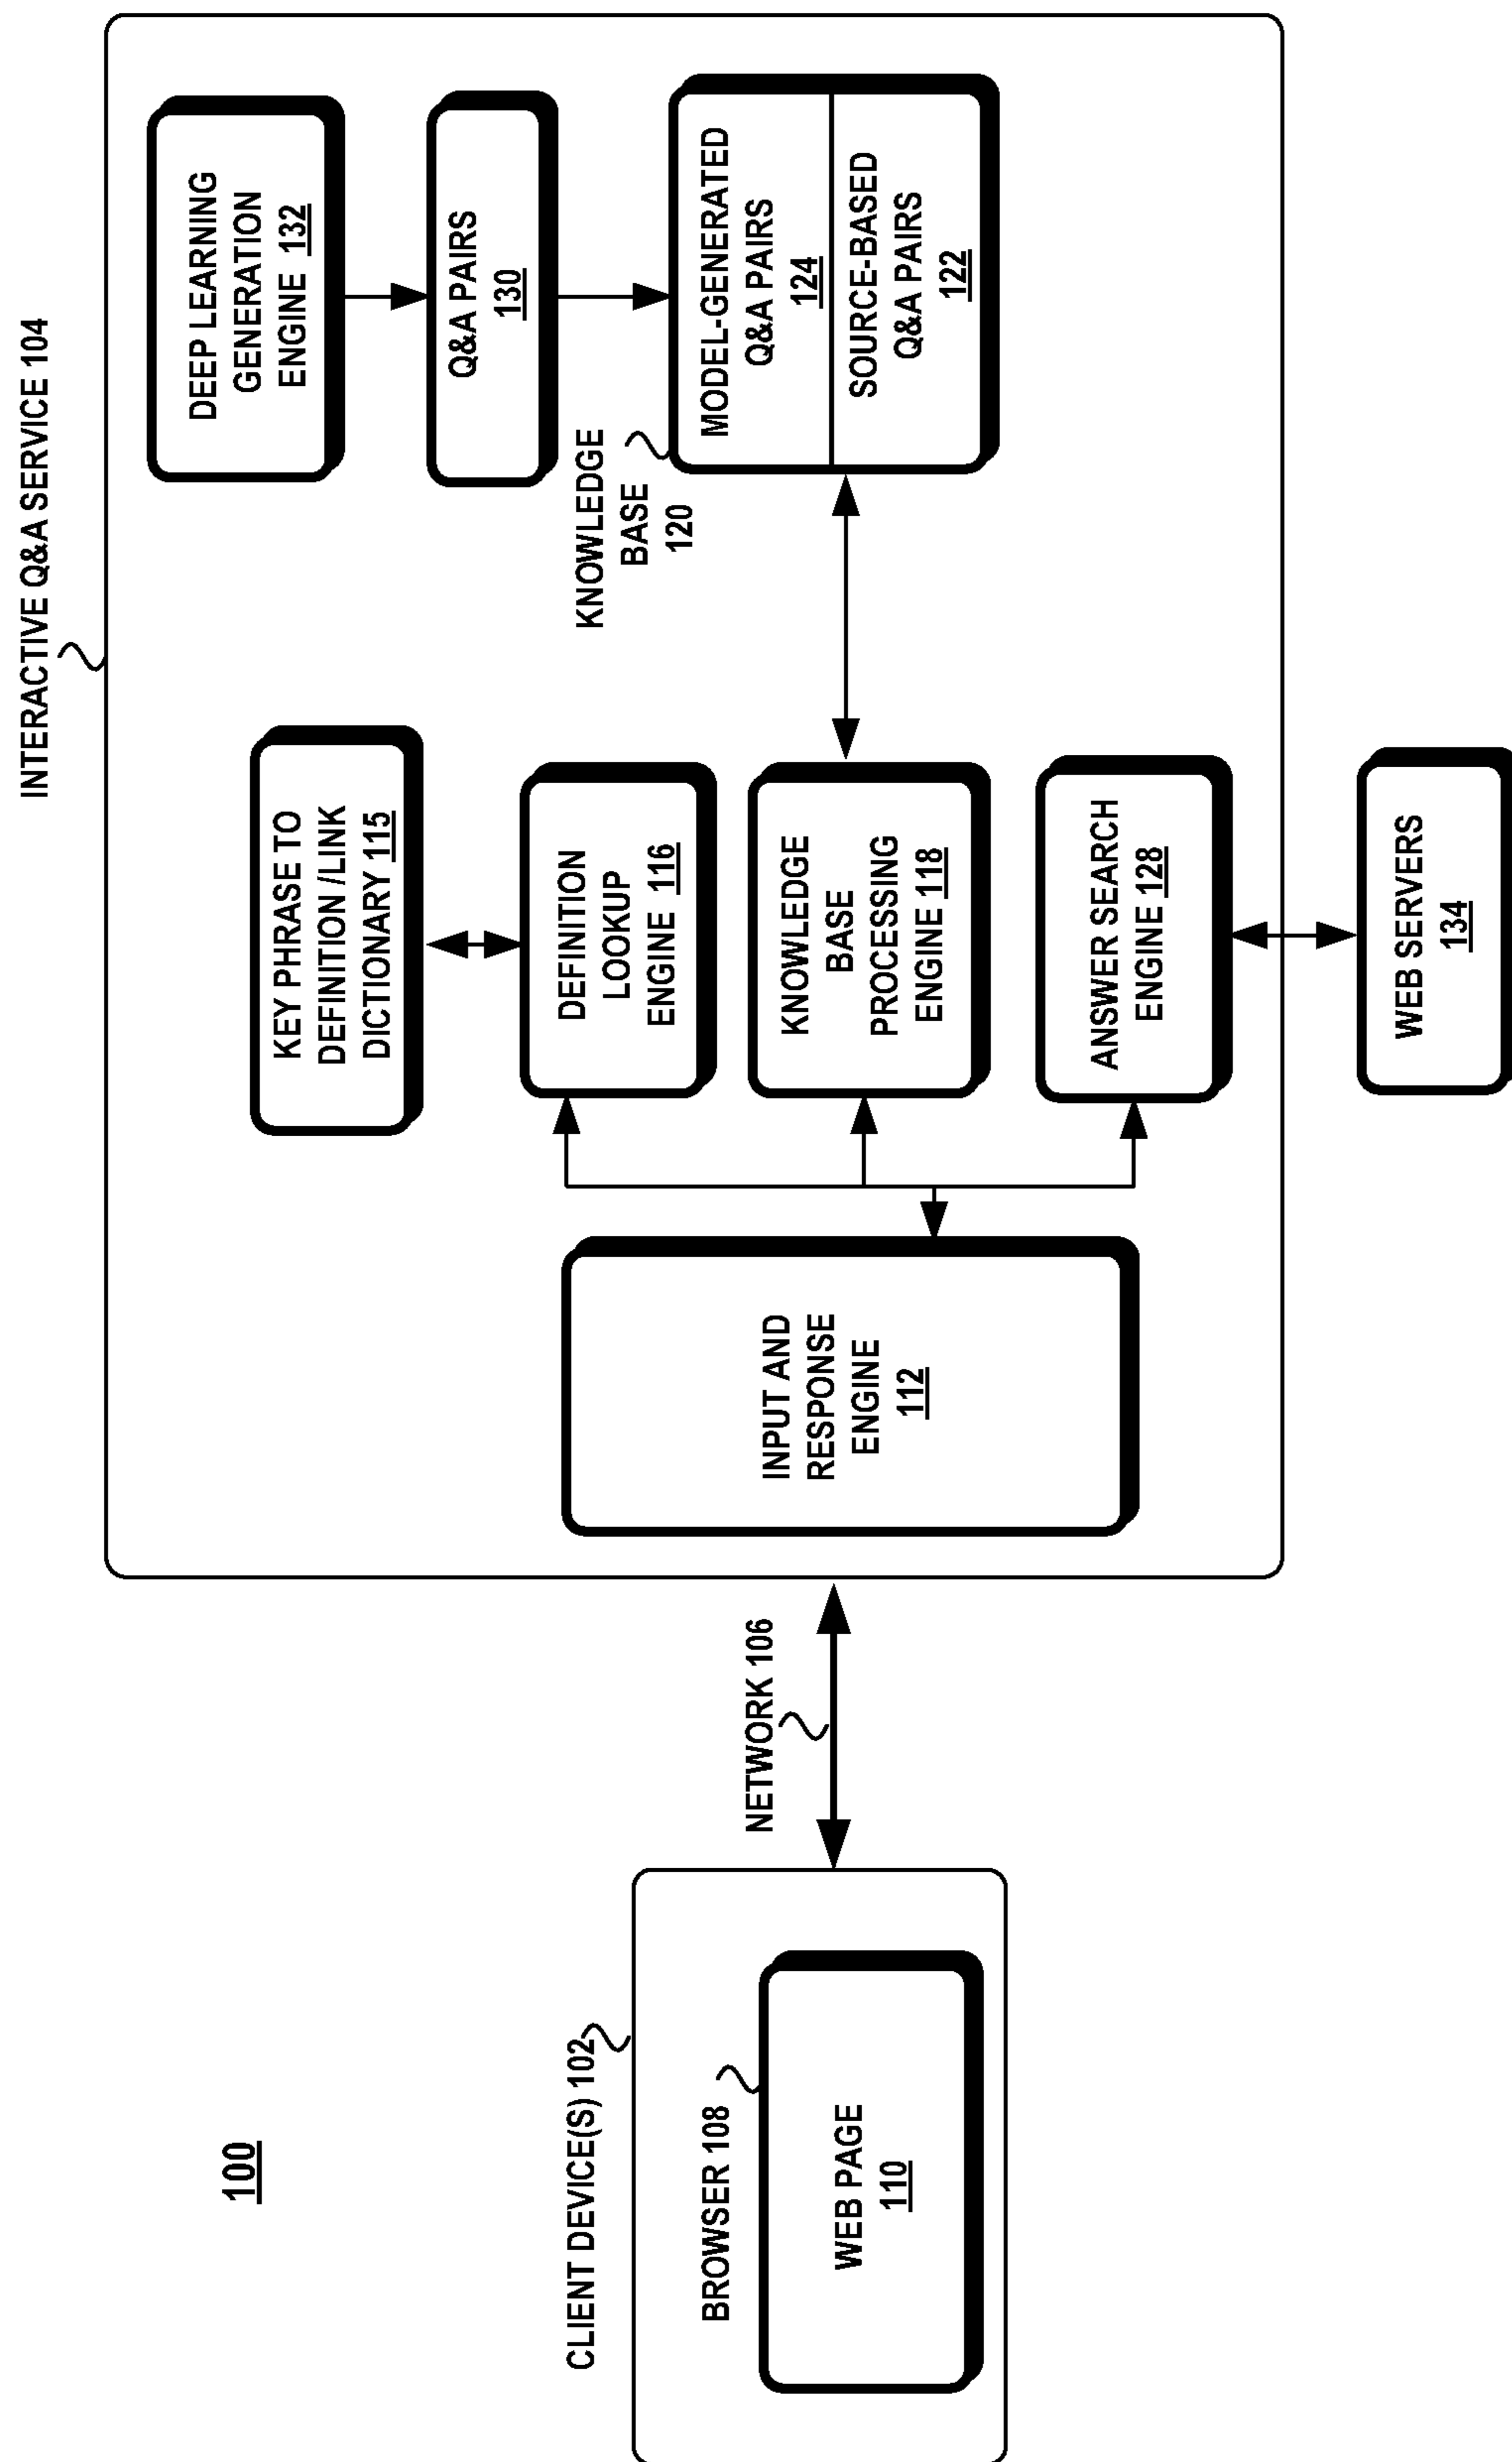 100
INTERACTIVE Q&A SERVICE 104
CLIENT DEVICE(S) 102
BROWSER 108
WEB PAGE
110
NETWORK 106
INPUT AND
RESPONSE
ENGINE
112
KEY PHRASE TO
DEFINITION /LINK
DICTIONARY 115
DEFINITION
LOOKUP
ENGINE 116
KNOWLEDGE
BASE
PROCESSING
ENGINE 118
ANSWER SEARCH
ENGINE 128
WEB SERVERS
134
DEEP LEARNING
GENERATION
ENGINE 132
Q&A PAIRS
130
KNOWLEDGE
BASE
120
MODEL-GENERATED
Q&A PAIRS
124
SOURCE-BASED
Q&A PAIRS
122